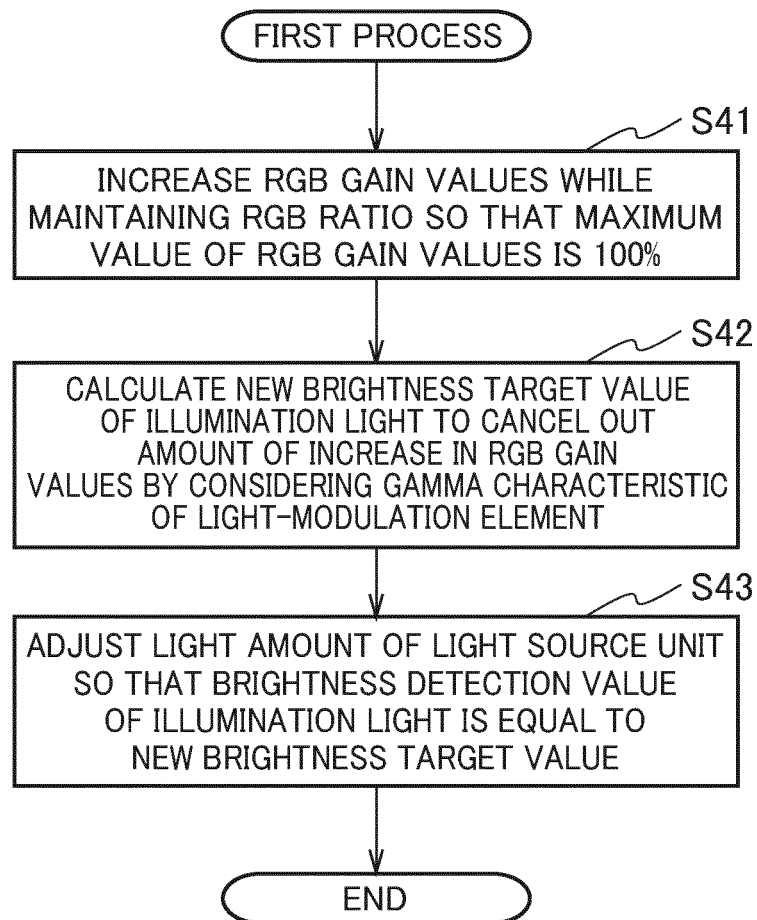 FIRST PROCESS
S41
INCREASE RGB GAIN VALUES WHILE
MAINTAINING RGB RATIO SO THAT MAXIMUM
VALUE OF RGB GAIN VALUES IS 100%
S42
CALCULATE NEW BRIGHTNESS TARGET VALUE
OF ILLUMINATION LIGHT TO CANCEL OUT
AMOUNT OF INCREASE IN RGB GAIN
VALUES BY CONSIDERING GAMMA CHARACTERISTIC
OF LIGHT-MODULATION ELEMENT
S43
ADJUST LIGHT AMOUNT OF LIGHT SOURCE UNIT
SO THAT BRIGHTNESS DETECTION VALUE
OF ILLUMINATION LIGHT IS EQUAL TO
NEW BRIGHTNESS TARGET VALUE
END